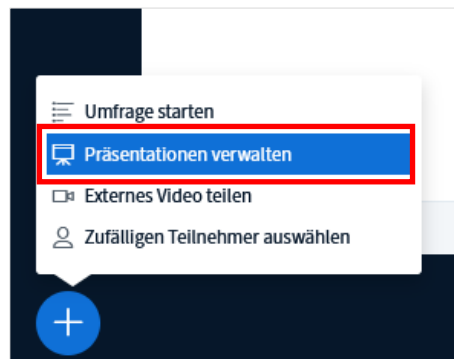 Umfrage starten
Präsentationen verwalten
Externes Video teilen
Zufälligen Teilnehmer auswählen